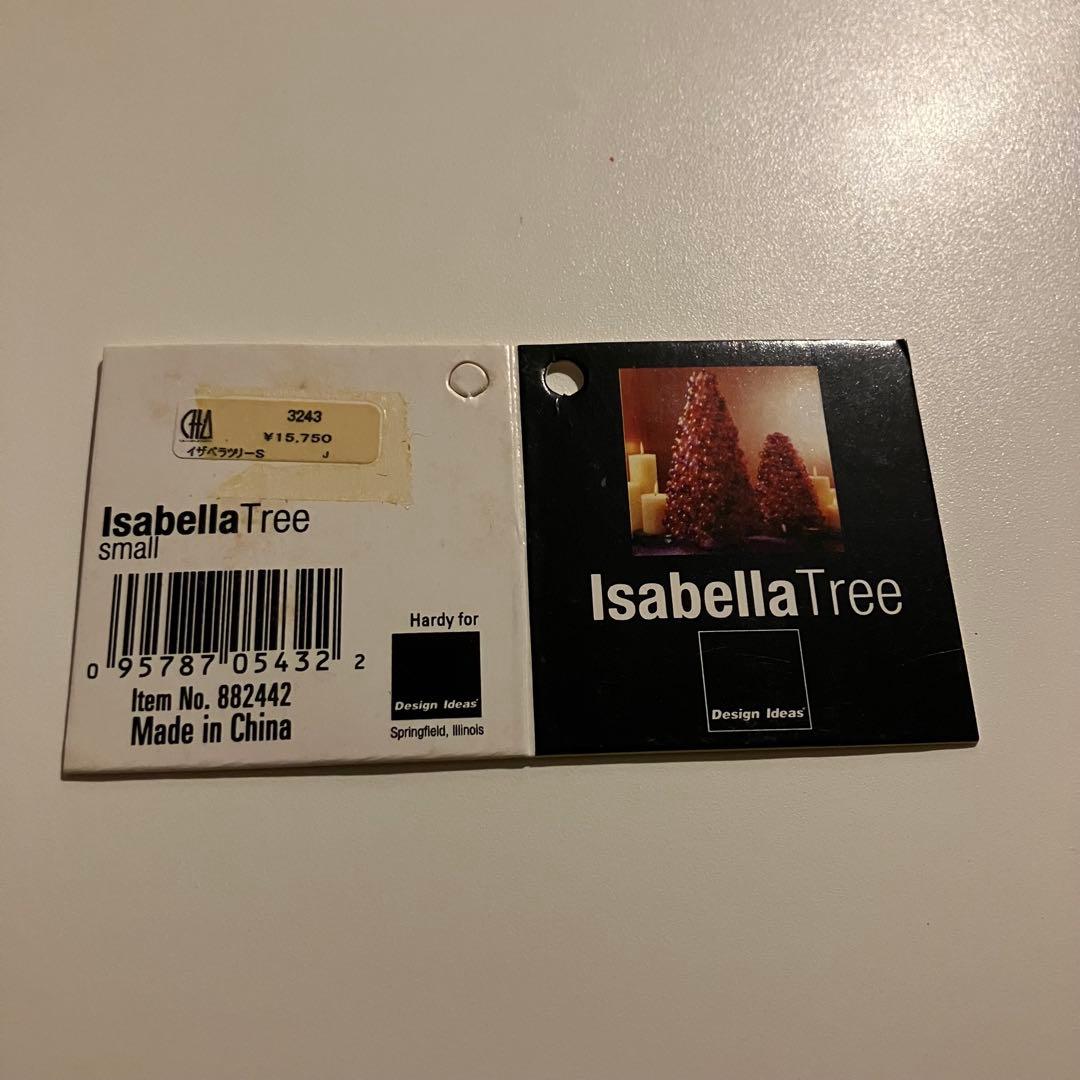 CHA
3243
¥15,750
イザベラツリーS J
IsabellaTree
small
0 95787 05432 2
Item No. 882442
Made in China
Hardy for
Design Ideas
Springfield, Illinois
IsabellaTree
Design Ideas